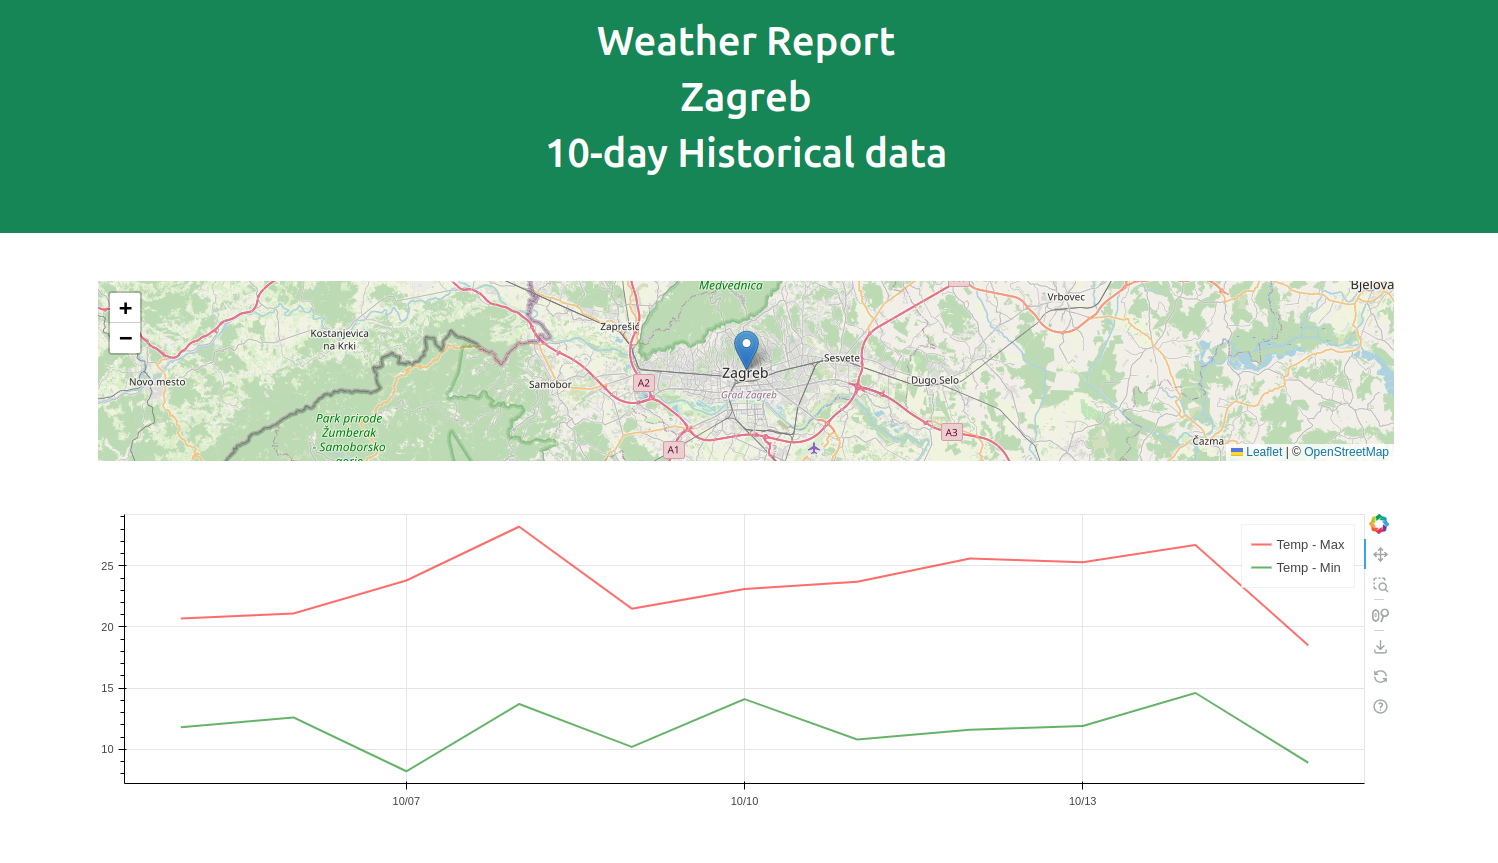 Weather Report
Zagreb
10-day Historical data
+
−
Medvednica
Bjelova
Vrbovec
Zaprešić
Kostanjevica
na Krki
Sesvete
Zagreb
Novo mesto
Samobor
A2
Dugo Selo
Grad Zagreb
Park prirode
Žumberak
- Samoborsko
A3
Čazma
A1
Leaflet | © OpenStreetMap
Temp - Max
Temp - Min
25
20
15
10
10/07
10/10
10/13